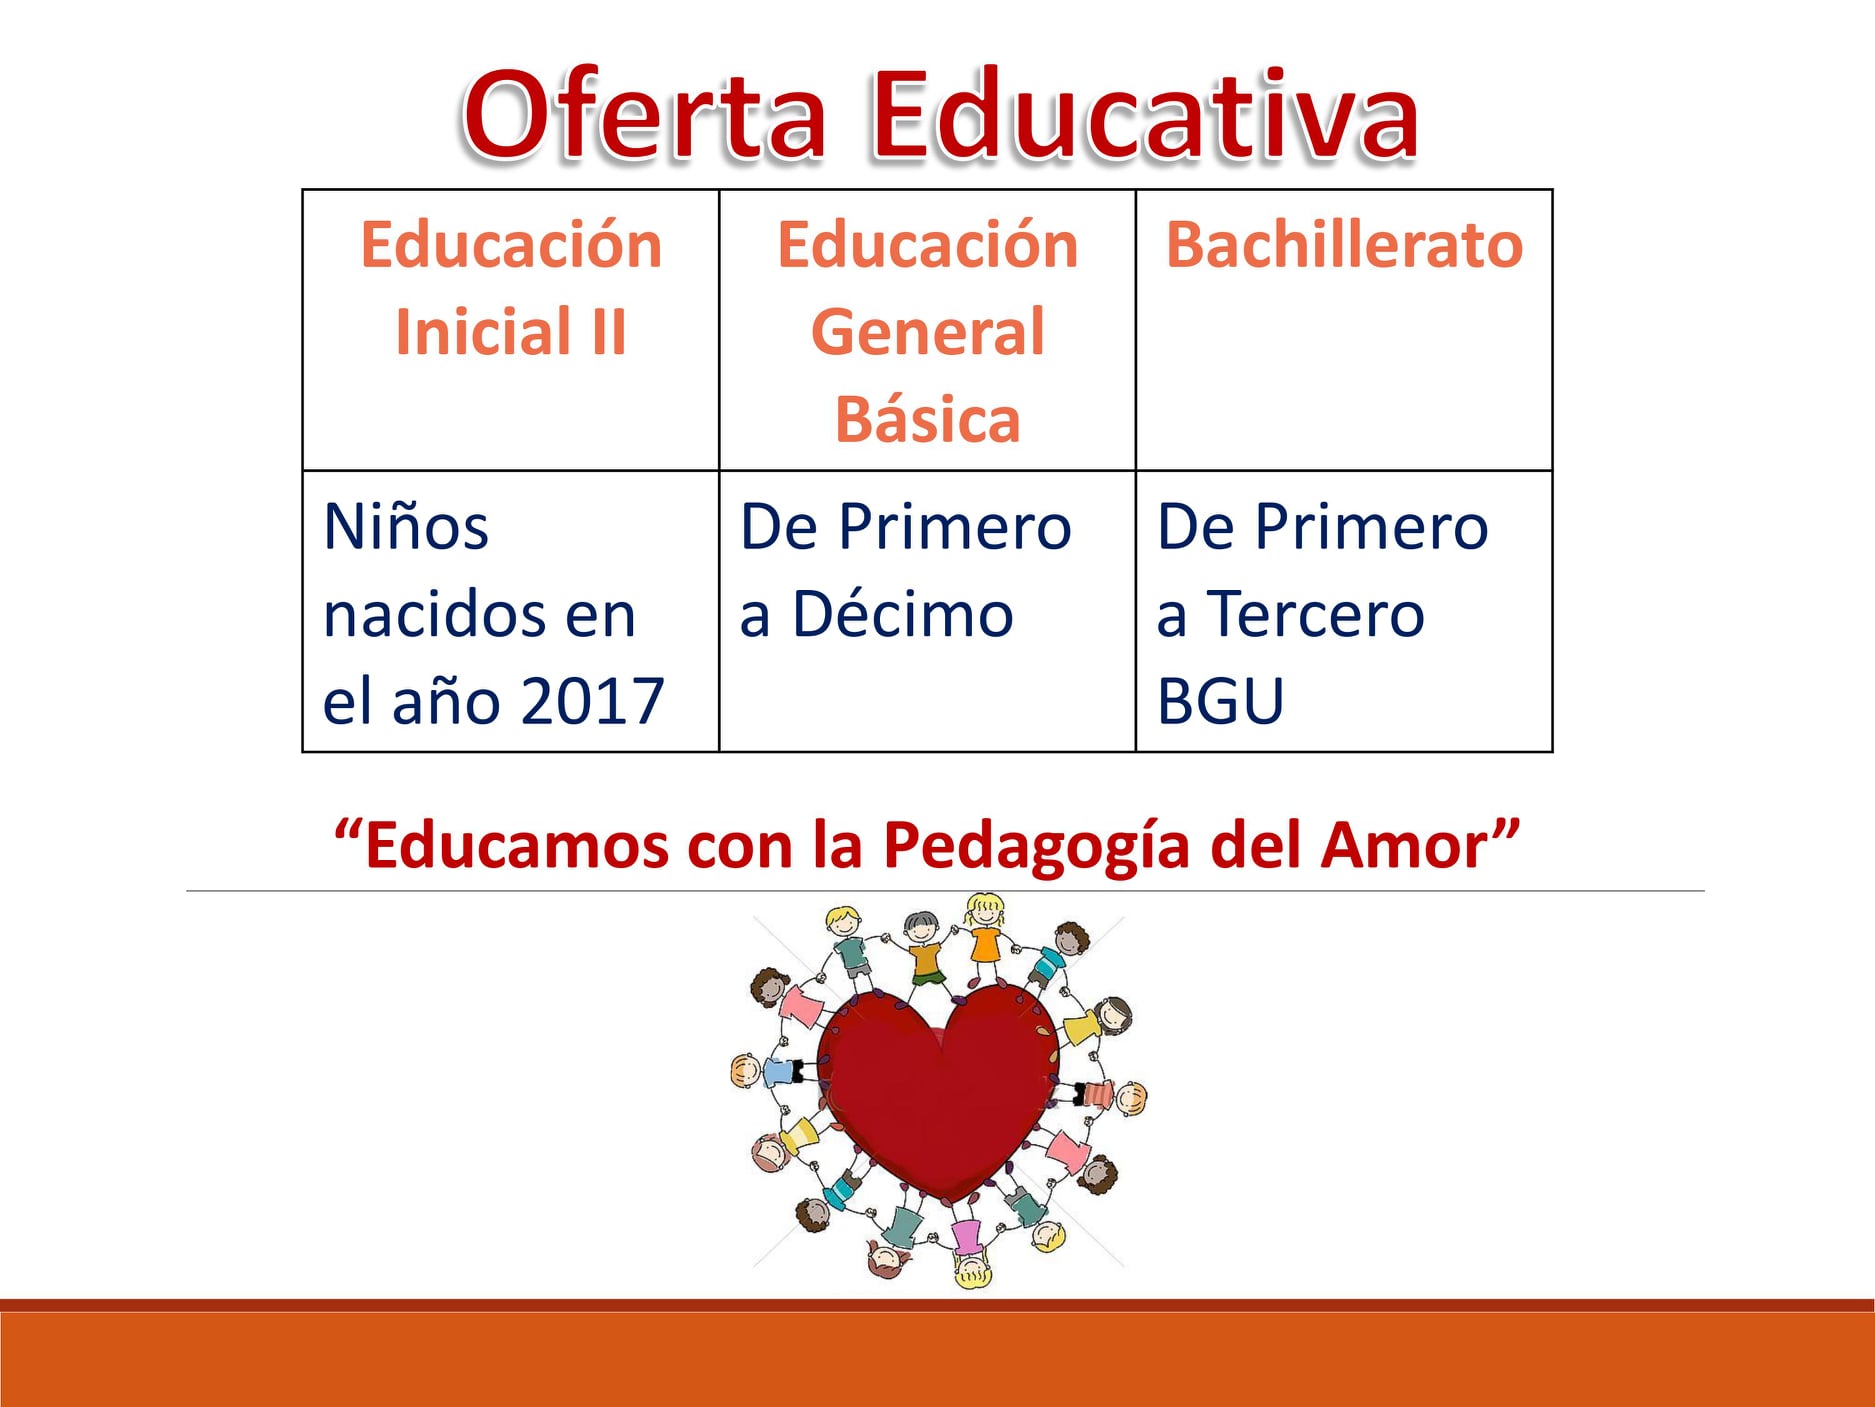 Oferta Educativa
Educación
Inicial II
Educación
General
Básica
Bachillerato
Niños
nacidos en
el año 2017
De Primero
a Décimo
De Primero
a Tercero
BGU
“Educamos con la Pedagogía del Amor”